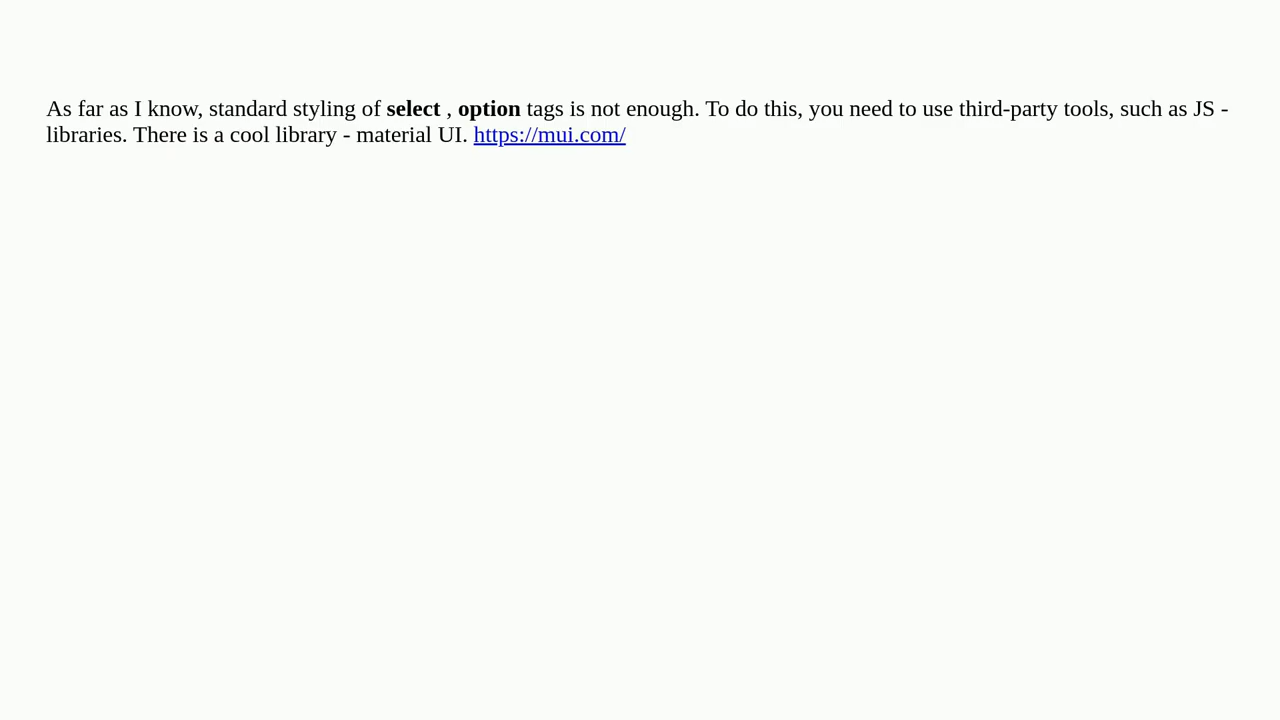 As far as I know, standard styling of select , option tags is not enough. To do this, you need to use third-party tools, such as JS -
libraries. There is a cool library - material UI. https://mui.com/